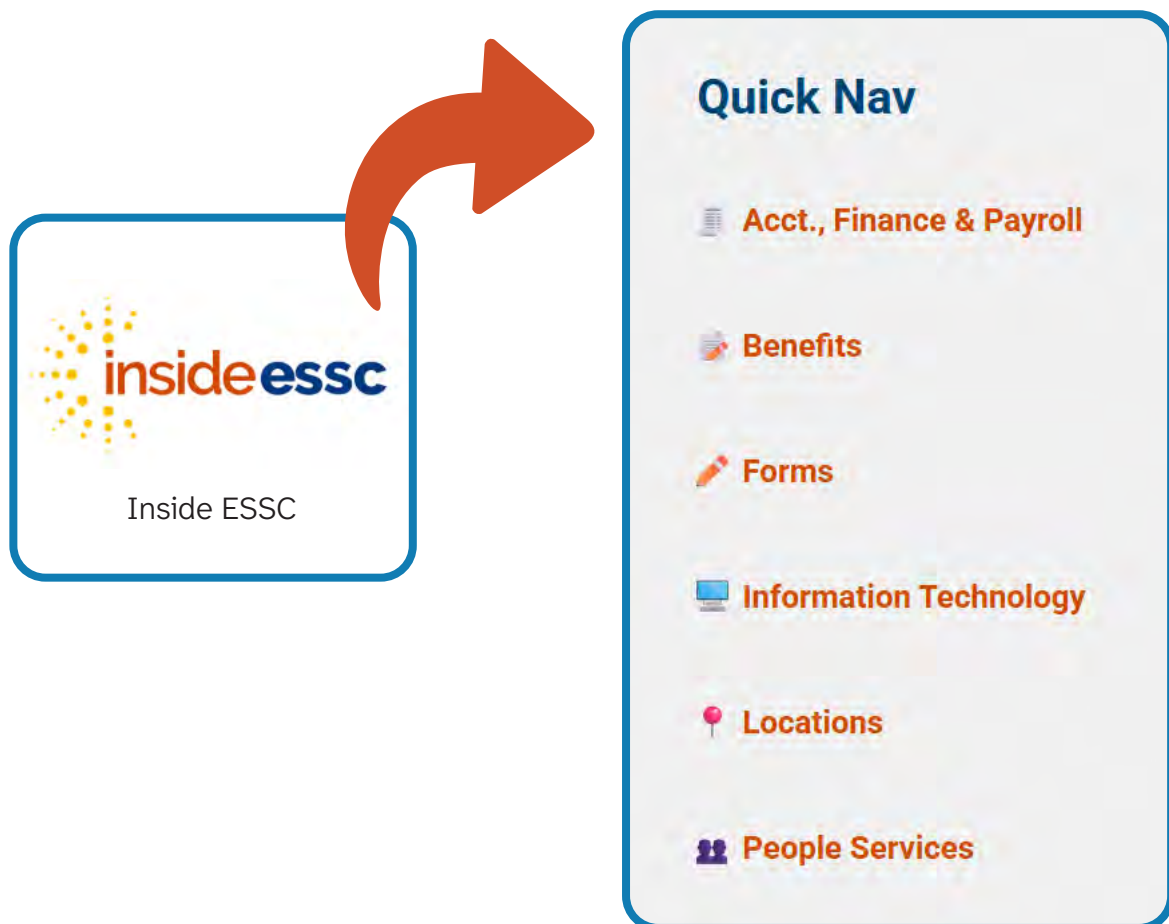 insideessc
Inside ESSC
Quick Nav
Acct., Finance & Payroll
Benefits
Forms
Information Technology
Locations
People Services